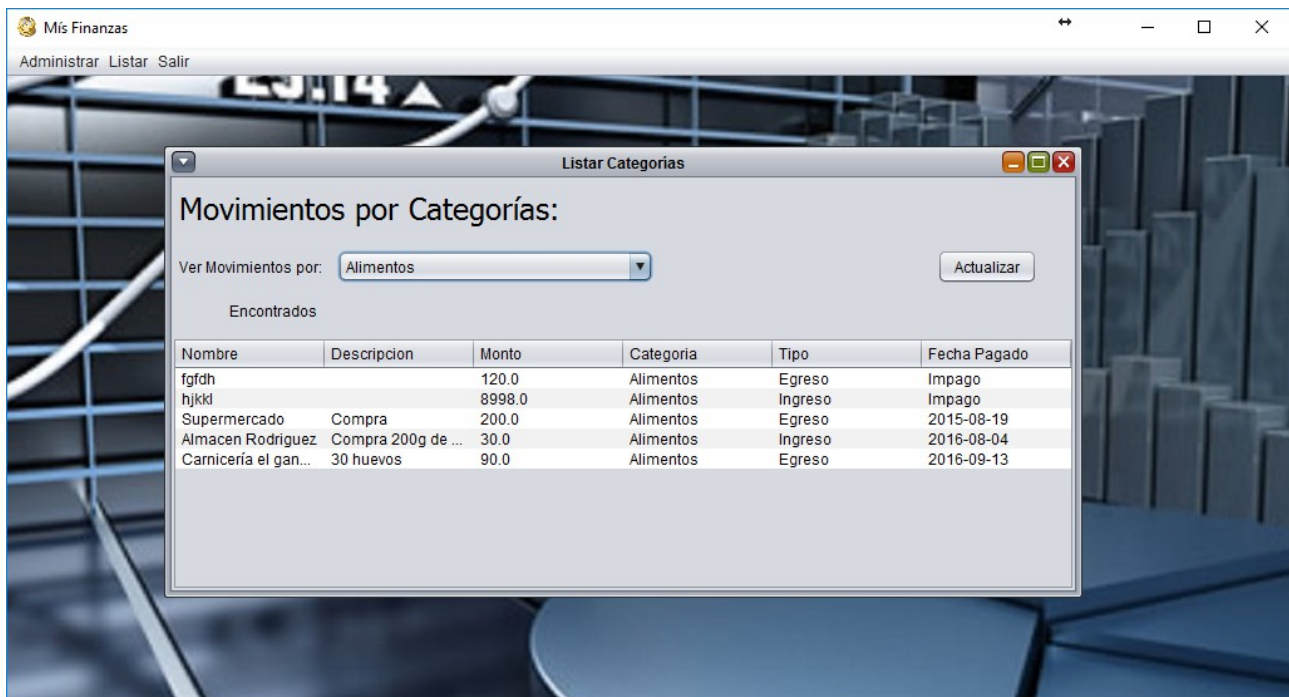 Mís Finanzas
Administrar Listar Salir
Listar Categorías
Movimientos por Categorías:
Ver Movimientos por: Alimentos Actualizar
Encontrados
Nombre Descripcion Monto Categoria Tipo Fecha Pagado
fgfdh 120.0 Alimentos Egreso Impago
hjkkl 8998.0 Alimentos Ingreso Impago
Supermercado Compra 200.0 Alimentos Egreso 2015-08-19
Almacen Rodriguez Compra 200g de ... 30.0 Alimentos Ingreso 2016-08-04
Carnicería el gan... 30 huevos 90.0 Alimentos Egreso 2016-09-13